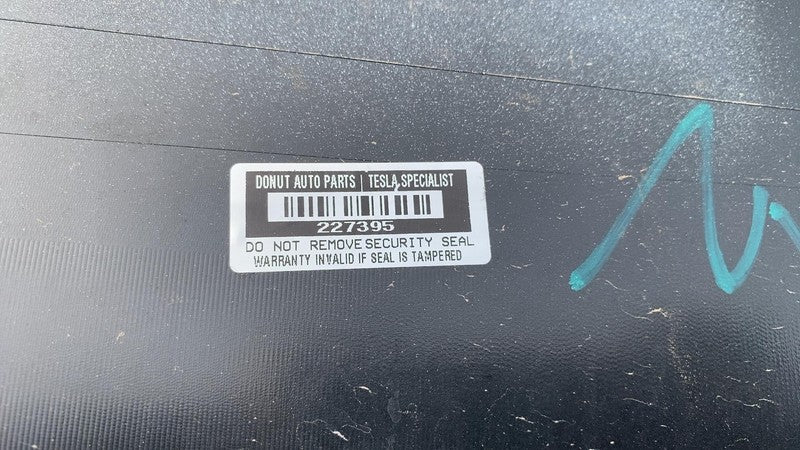 DONUT AUTO PARTS | TESLA SPECIALIST
227395
DO NOT REMOVE SECURITY SEAL
WARRANTY INVALID IF SEAL IS TAMPERED